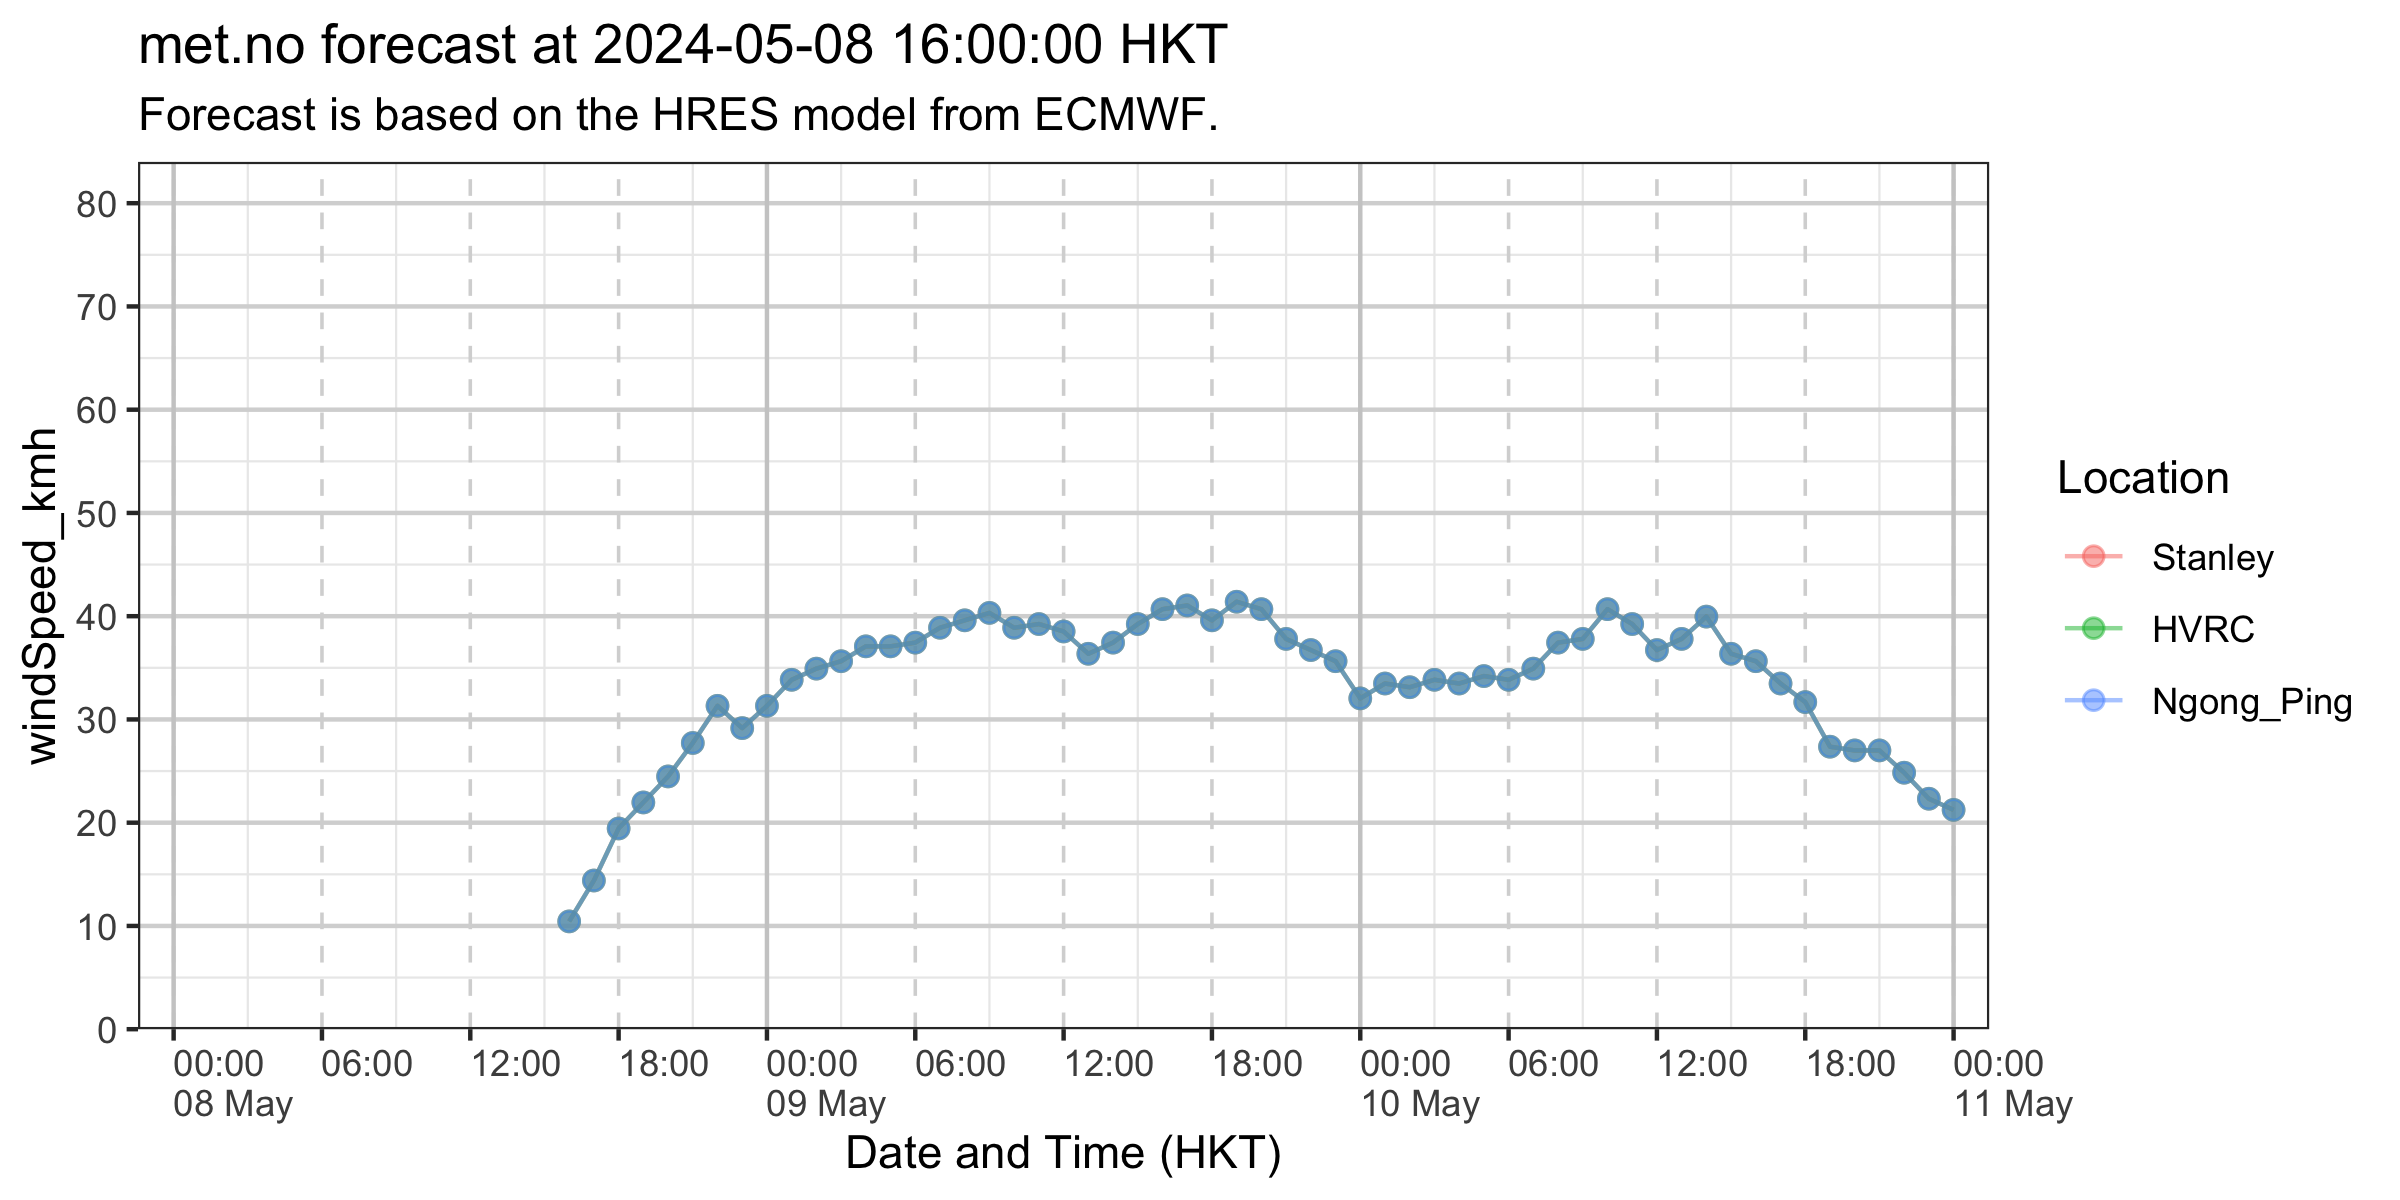 met.no forecast at 2024-05-08 16:00:00 HKT
Forecast is based on the HRES model from ECMWF.
windSpeed_kmh
80
70
60
50
40
30
20
10
0
00:00 06:00 12:00 18:00 00:00 06:00 12:00 18:00 00:00 06:00 12:00 18:00 00:00
08 May 09 May 10 May 11 May
Date and Time (HKT)
Location
Stanley
HVRC
Ngong_Ping